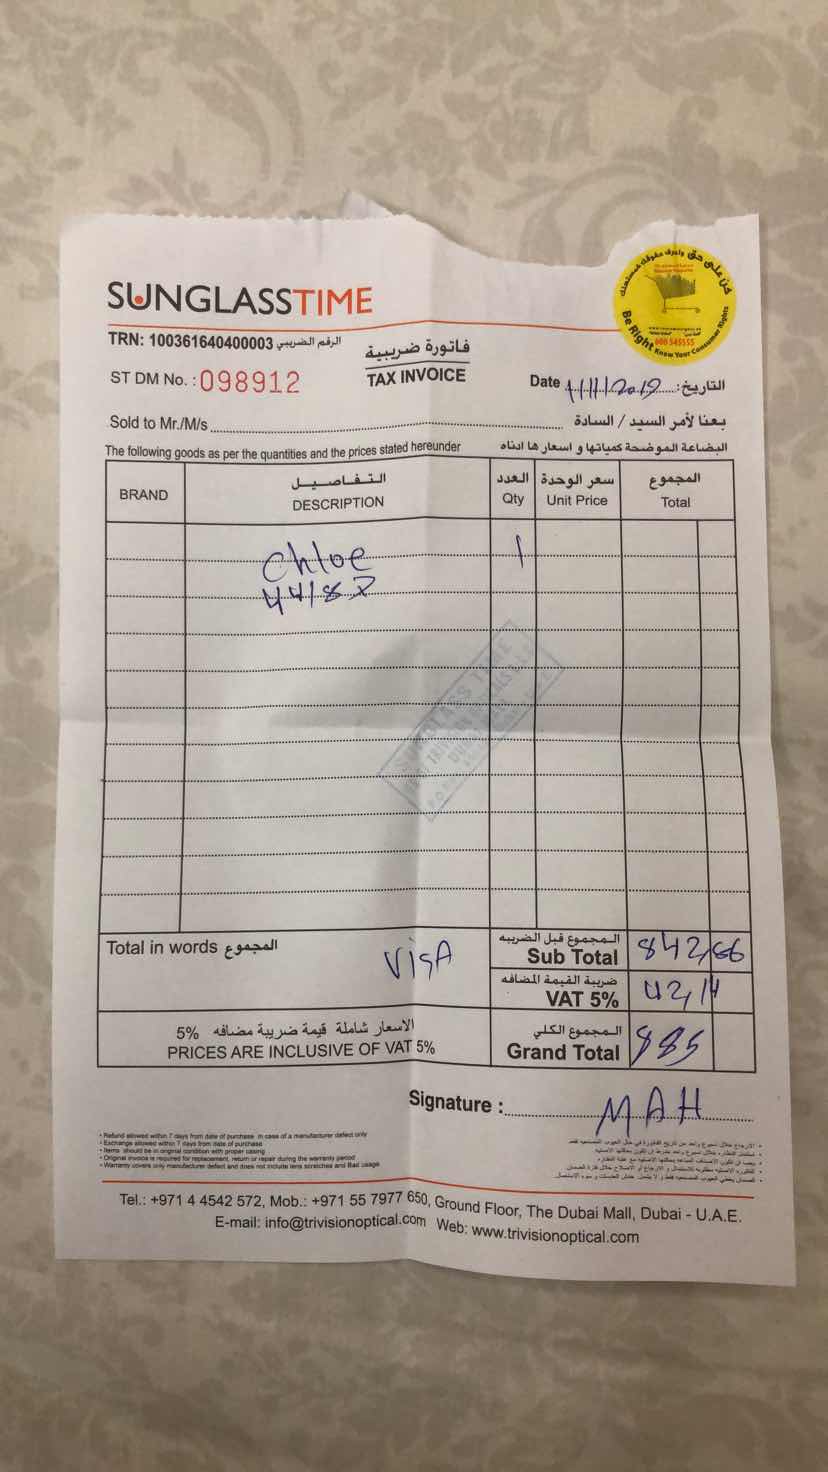 SUNGLASSTIME
كن على حق واعرف حقوقك كمستهلك
Be Right Know Your Consumer Rights
600 545555
TRN: 100361640400003 الرقم الضريبي
فاتورة ضريبية
TAX INVOICE
ST DM No. : 098912
Date 1/11/2019 التاريخ:
Sold to Mr./M/s بعنا لأمر السيد / السادة
The following goods as per the quantities and the prices stated hereunder البضاعة الموضحة كمياتها و اسعار ها ادناه
BRAND التفاصيل DESCRIPTION العدد Qty سعر الوحدة Unit Price المجموع Total
Chloe 1
Total in words المجموع
VisA
المجموع قبل الضريبه
Sub Total 842,66
ضريبة القيمة المضافه
VAT 5% 42,14
الاسعار شاملة قيمة ضريبة مضافه 5%
PRICES ARE INCLUSIVE OF VAT 5%
المجموع الكلي
Grand Total 885
Signature : MAH
• Refund allowed within 7 days from date of purchase in case of a manufacturer defect only
• Exchange allowed within 7 days from date of purchase
• Items should be in original condition with proper casing
• Original invoice is required for replacement, return or repair during the warranty period
• Warranty covers only manufacturer defect and does not include lens scratches and Bad usage
Tel.: +971 4 4542 572, Mob.: +971 55 7977 650, Ground Floor, The Dubai Mall, Dubai - U.A.E.
E-mail: info@trivisionoptical.com Web: www.trivisionoptical.com